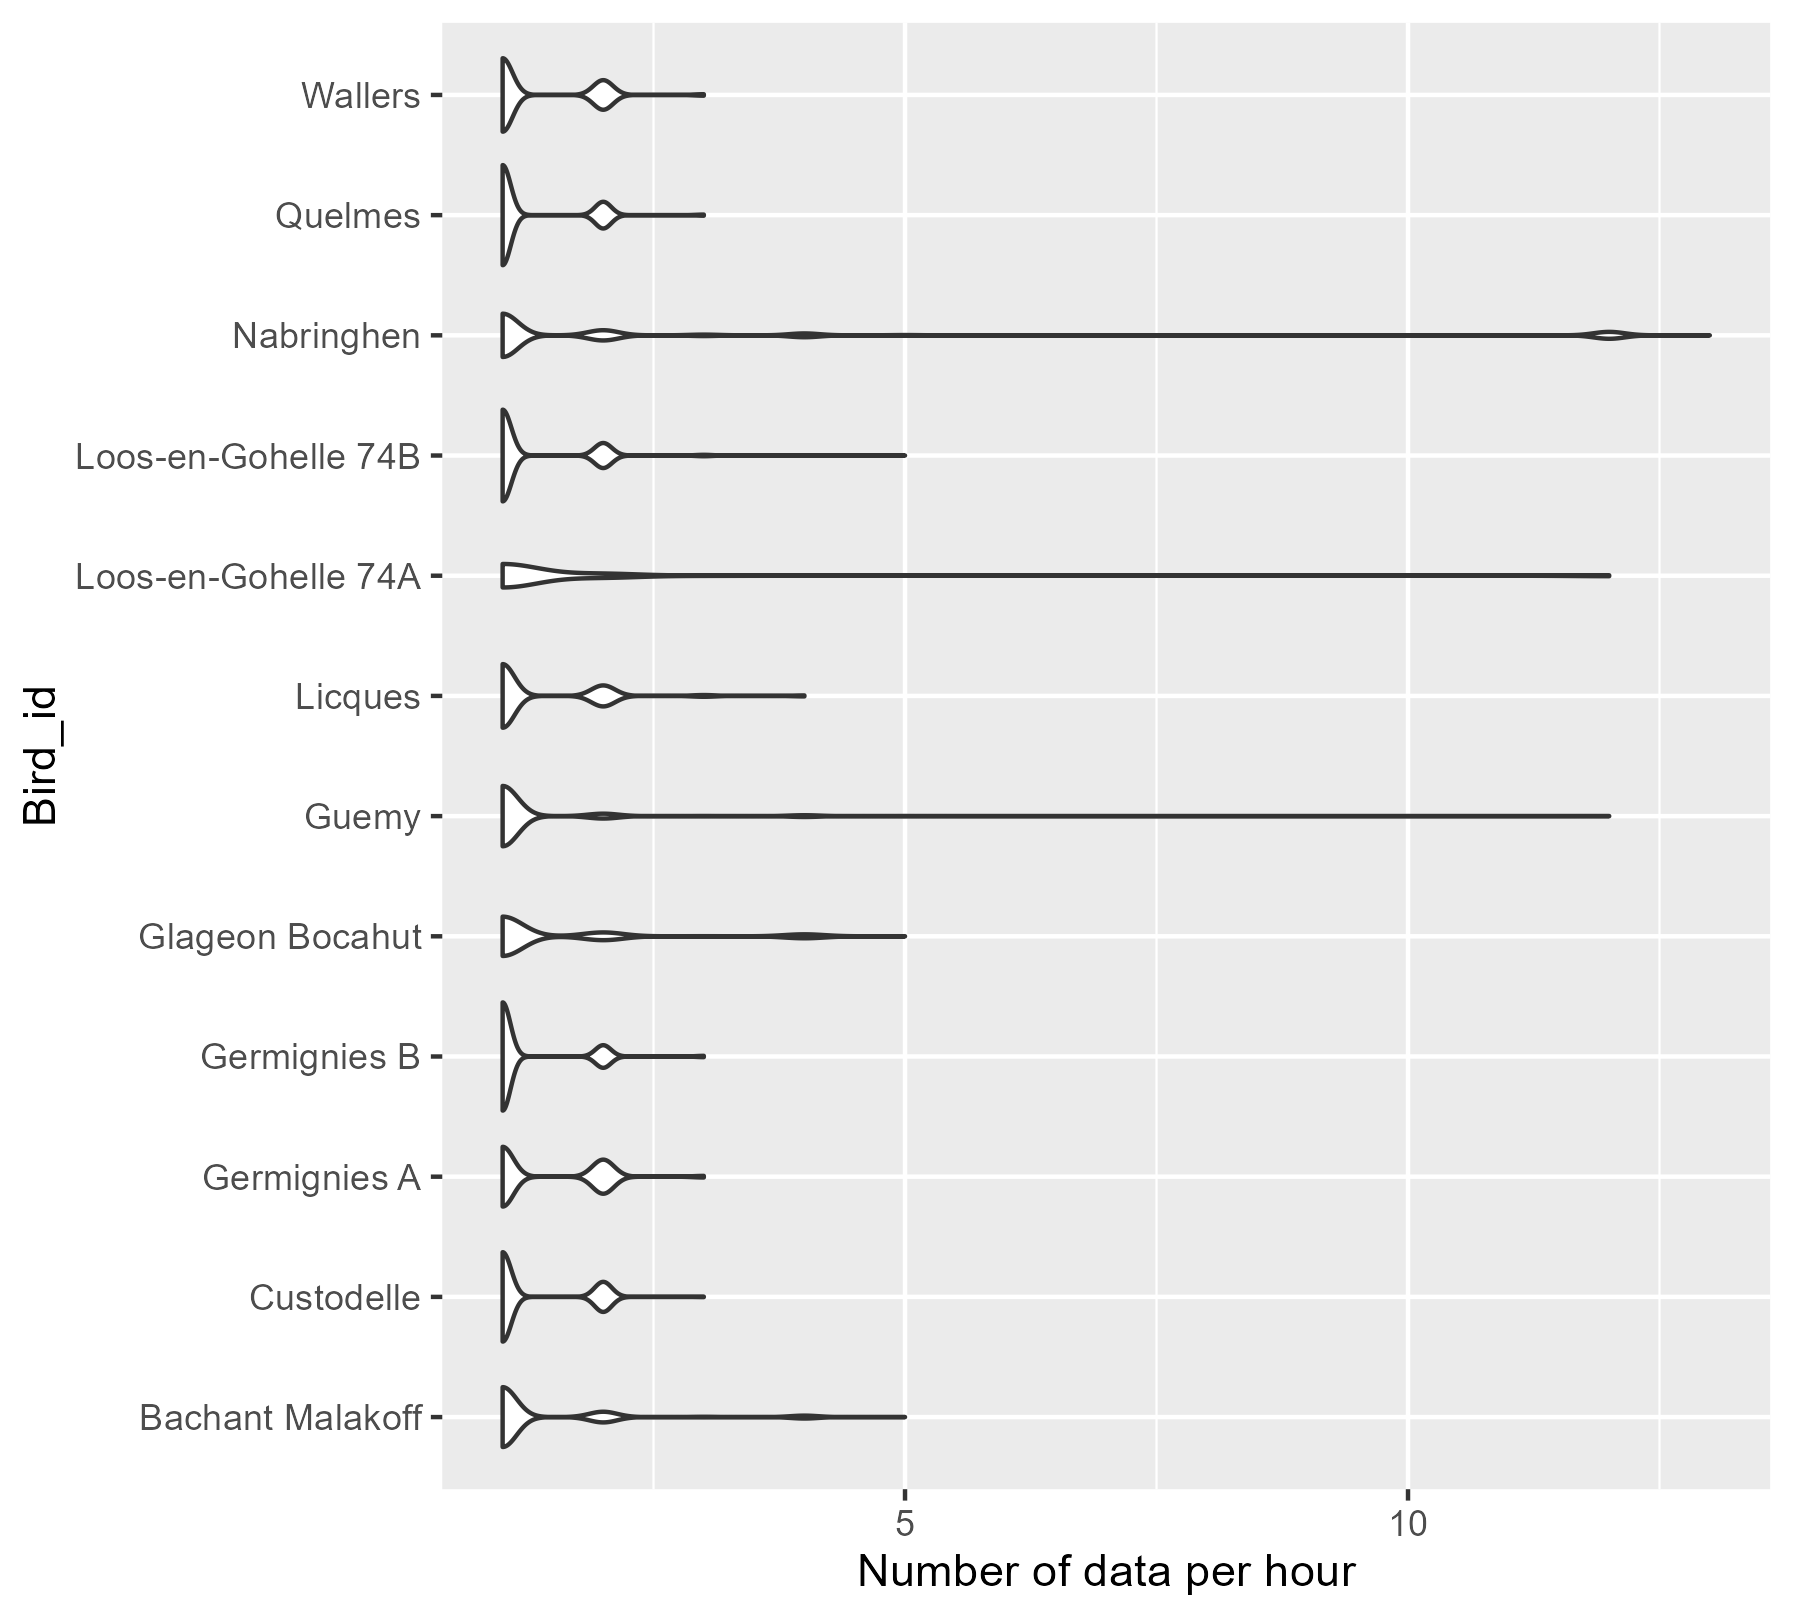 Wallers
Quelmes
Nabringhen
Loos-en-Gohelle 74B
Loos-en-Gohelle 74A
Licques
Guemy
Glageon Bocahut
Germignies B
Germignies A
Custodelle
Bachant Malakoff
Bird_id
5 10
Number of data per hour